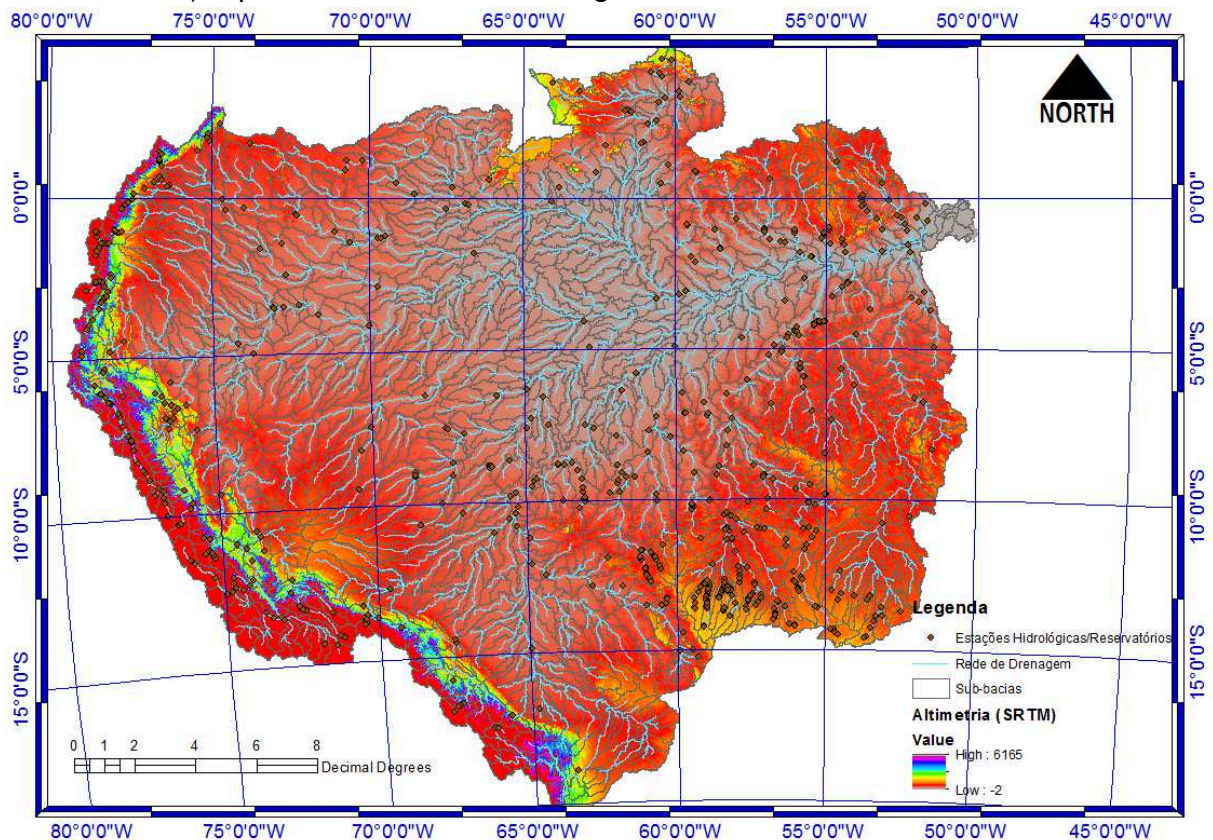 80°0'0"W 75°0'0"W 70°0'0"W 65°0'0"W 60°0'0"W 55°0'0"W 50°0'0"W 45°0'0"W
NORTH
0°0'0" 0°0'0"
5°0'0"S 5°0'0"S
10°0'0"S 10°0'0"S
15°0'0"S 15°0'0"S
Legenda
Estações Hidrológicas/Reservatórios
Rede de Drenagem
Sub-bacias
Altimetria (SRTM)
Value
High : 6165
Low : -2
0 1 2 4 6 8
Decimal Degrees
80°0'0"W 75°0'0"W 70°0'0"W 65°0'0"W 60°0'0"W 55°0'0"W 50°0'0"W 45°0'0"W